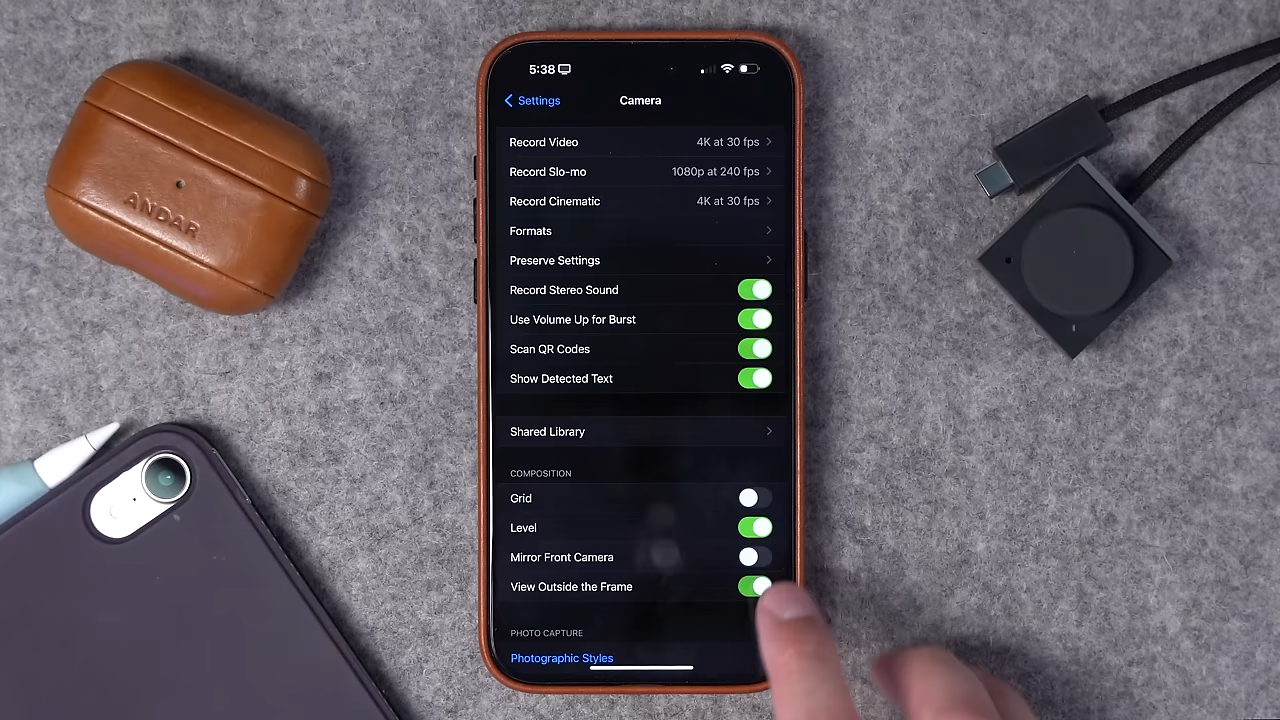 5:38
Settings
Camera
Record Video 4K at 30 fps
Record Slo-mo 1080p at 240 fps
Record Cinematic 4K at 30 fps
Formats
Preserve Settings
Record Stereo Sound
Use Volume Up for Burst
Scan QR Codes
Show Detected Text
Shared Library
COMPOSITION
Grid
Level
Mirror Front Camera
View Outside the Frame
PHOTO CAPTURE
Photographic Styles
ANDAR